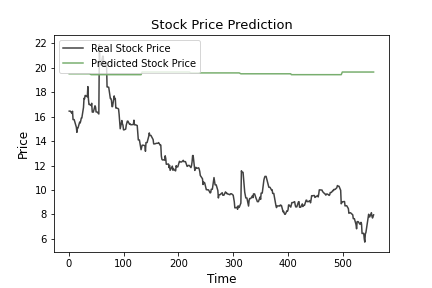 Stock Price Prediction
Real Stock Price
Predicted Stock Price
Price
22
20
18
16
14
12
10
8
6
0 100 200 300 400 500
Time